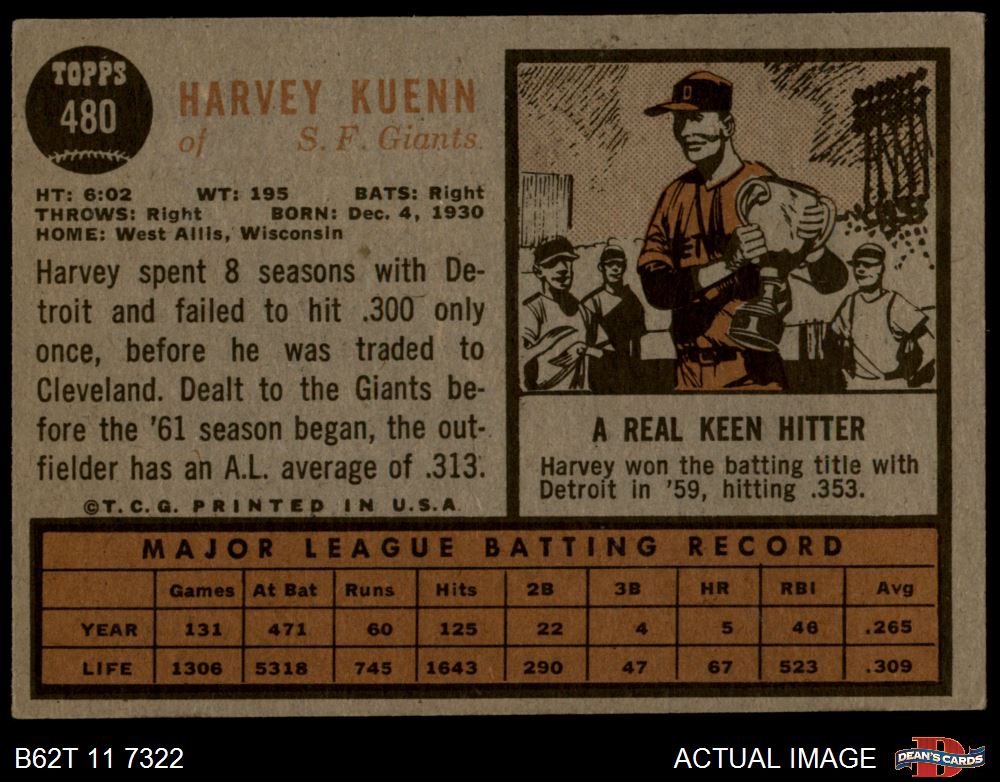 TOPPS
480
HARVEY KUENN
of S. F. Giants
HT: 6:02 WT: 195 BATS: Right
THROWS: Right BORN: Dec. 4, 1930
HOME: West Allis, Wisconsin
Harvey spent 8 seasons with De-
troit and failed to hit .300 only
once, before he was traded to
Cleveland. Dealt to the Giants be-
fore the '61 season began, the out-
fielder has an A.L. average of .313.
©T. C. G. PRINTED IN U.S.A.
D
DETR
A REAL KEEN HITTER
Harvey won the batting title with
Detroit in '59, hitting .353.
MAJOR LEAGUE BATTING RECORD
Games At Bat Runs Hits 2B 3B HR RBI Avg
YEAR 131 471 60 125 22 4 5 46 .265
LIFE 1306 5318 745 1643 290 47 67 523 .309
B62T 11 7322
ACTUAL IMAGE
D
DEAN'S CARDS